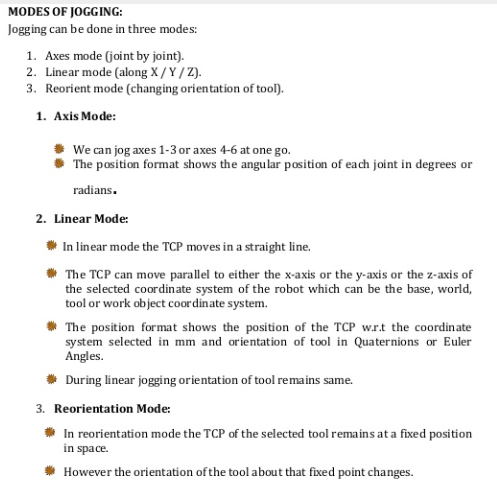 MODES OF JOGGING:
Jogging can be done in three modes:
1. Axes mode (joint by joint).
2. Linear mode (along X / Y / Z).
3. Reorient mode (changing orientation of tool).
1. Axis Mode:
We can jog axes 1-3 or axes 4-6 at one go.
The position format shows the angular position of each joint in degrees or
radians.
2. Linear Mode:
In linear mode the TCP moves in a straight line.
The TCP can move parallel to either the x-axis or the y-axis or the z-axis of
the selected coordinate system of the robot which can be the base, world,
tool or work object coordinate system.
The position format shows the position of the TCP w.r.t the coordinate
system selected in mm and orientation of tool in Quaternions or Euler
Angles.
During linear jogging orientation of tool remains same.
3. Reorientation Mode:
In reorientation mode the TCP of the selected tool remains at a fixed position
in space.
However the orientation of the tool about that fixed point changes.